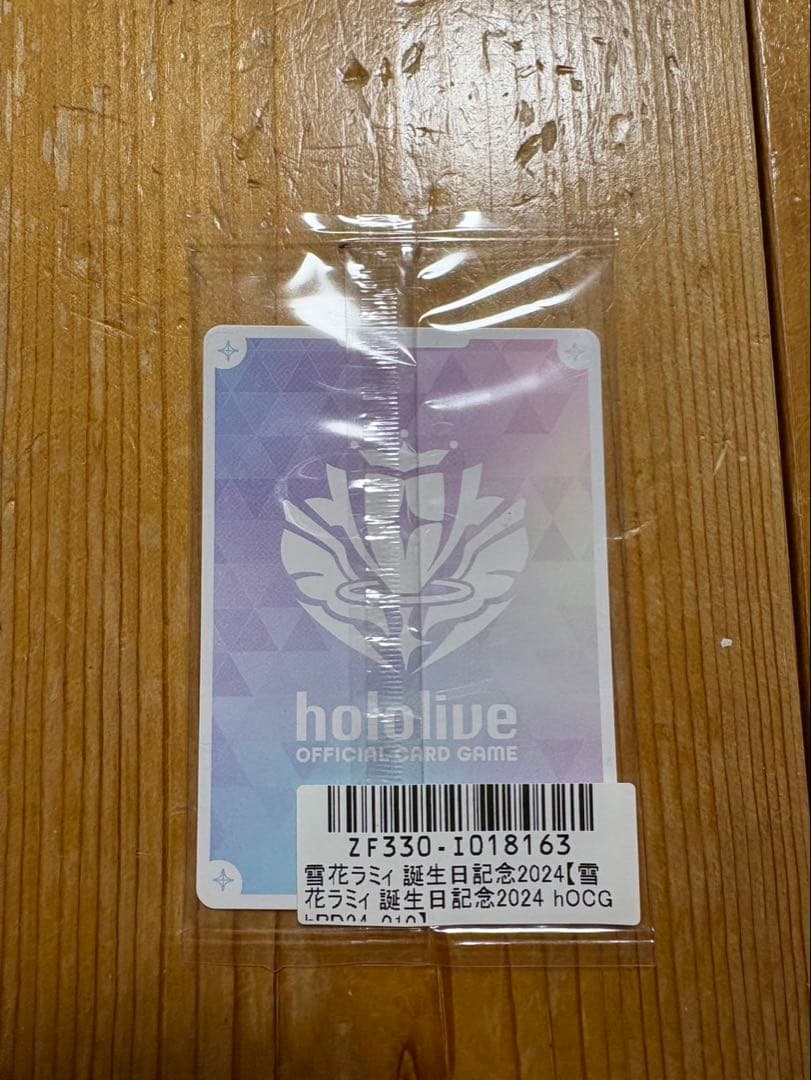 hololive
OFFICIAL CARD GAME
ZF330-I018163
雪花ラミィ 誕生日記念2024【雪
花ラミィ 誕生日記念2024 hOCG